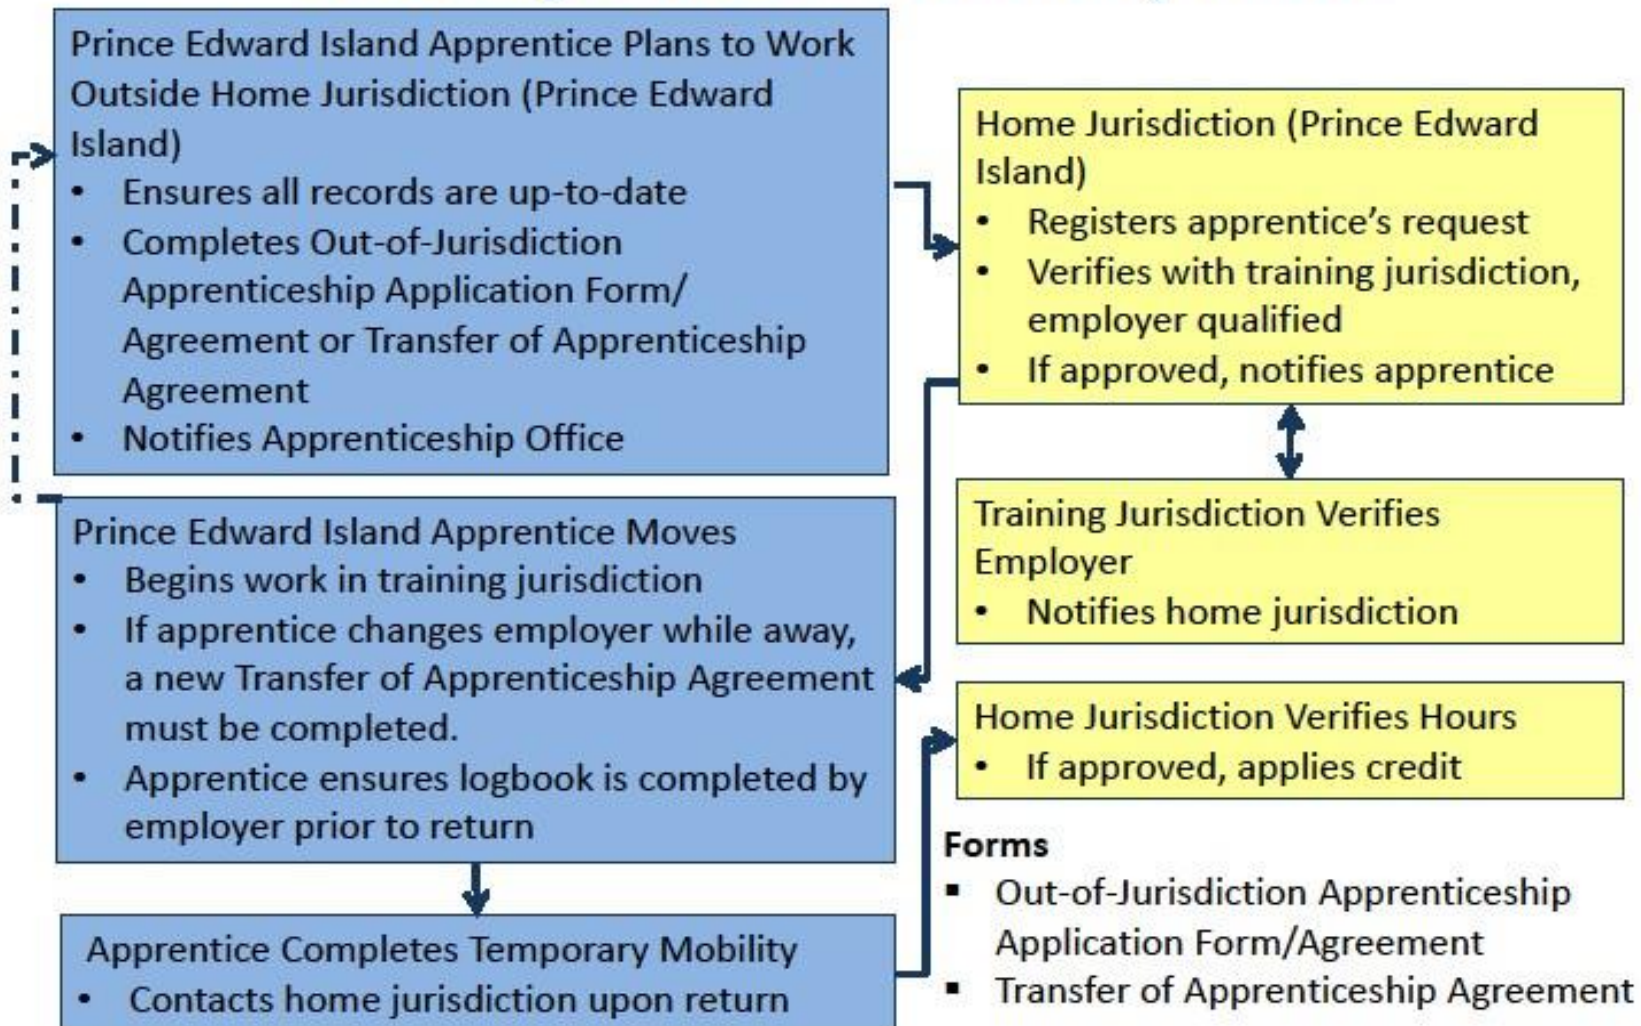 Prince Edward Island Apprentice Plans to Work
Outside Home Jurisdiction (Prince Edward
Island)
• Ensures all records are up-to-date
• Completes Out-of-Jurisdiction
Apprenticeship Application Form/
Agreement or Transfer of Apprenticeship
Agreement
• Notifies Apprenticeship Office
Home Jurisdiction (Prince Edward
Island)
• Registers apprentice's request
• Verifies with training jurisdiction,
employer qualified
• If approved, notifies apprentice
Training Jurisdiction Verifies
Employer
• Notifies home jurisdiction
Prince Edward Island Apprentice Moves
• Begins work in training jurisdiction
• If apprentice changes employer while away,
a new Transfer of Apprenticeship Agreement
must be completed.
• Apprentice ensures logbook is completed by
employer prior to return
Apprentice Completes Temporary Mobility
• Contacts home jurisdiction upon return
Home Jurisdiction Verifies Hours
• If approved, applies credit
Forms
▪ Out-of-Jurisdiction Apprenticeship
Application Form/Agreement
▪ Transfer of Apprenticeship Agreement